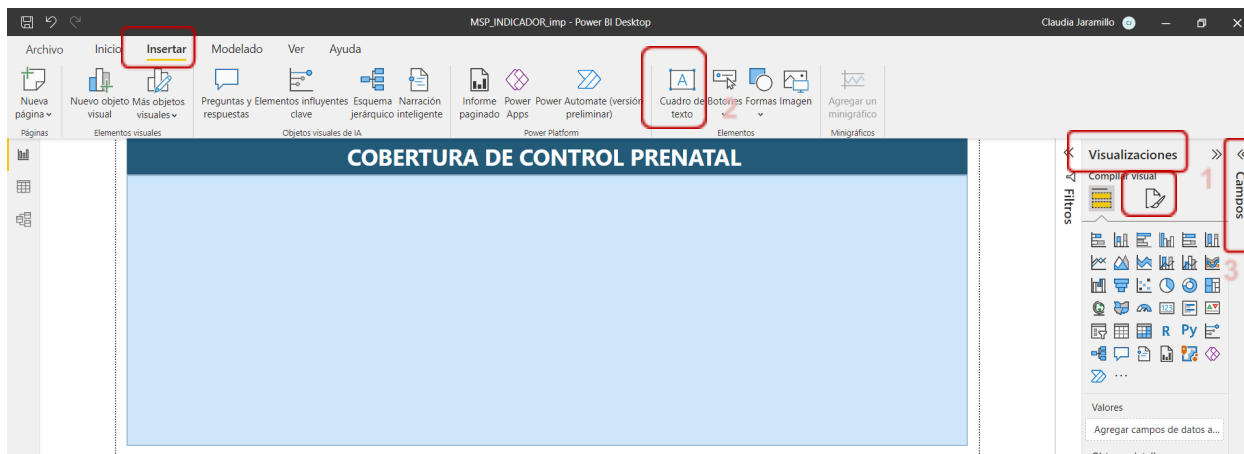 MSP_INDICADOR_imp - Power BI Desktop
Claudia Jaramillo
CJ
Archivo Inicio Insertar Modelado Ver Ayuda
Nueva página
Nuevo objeto visual
Más objetos visuales
Preguntas y respuestas
Elementos influyentes clave
Esquema jerárquico
Narración inteligente
Informe paginado
Power Apps
Power Automate (versión preliminar)
Cuadro de texto
Botones
Formas
Imagen
Agregar un minigráfico
2
Páginas
Elementos visuales
Objetos visuales de IA
Power Platform
Elementos
Minigráficos
COBERTURA DE CONTROL PRENATAL
Filtros
Visualizaciones
1
Compilar visual
Campos
3
123
R Py
Valores
Agregar campos de datos a...